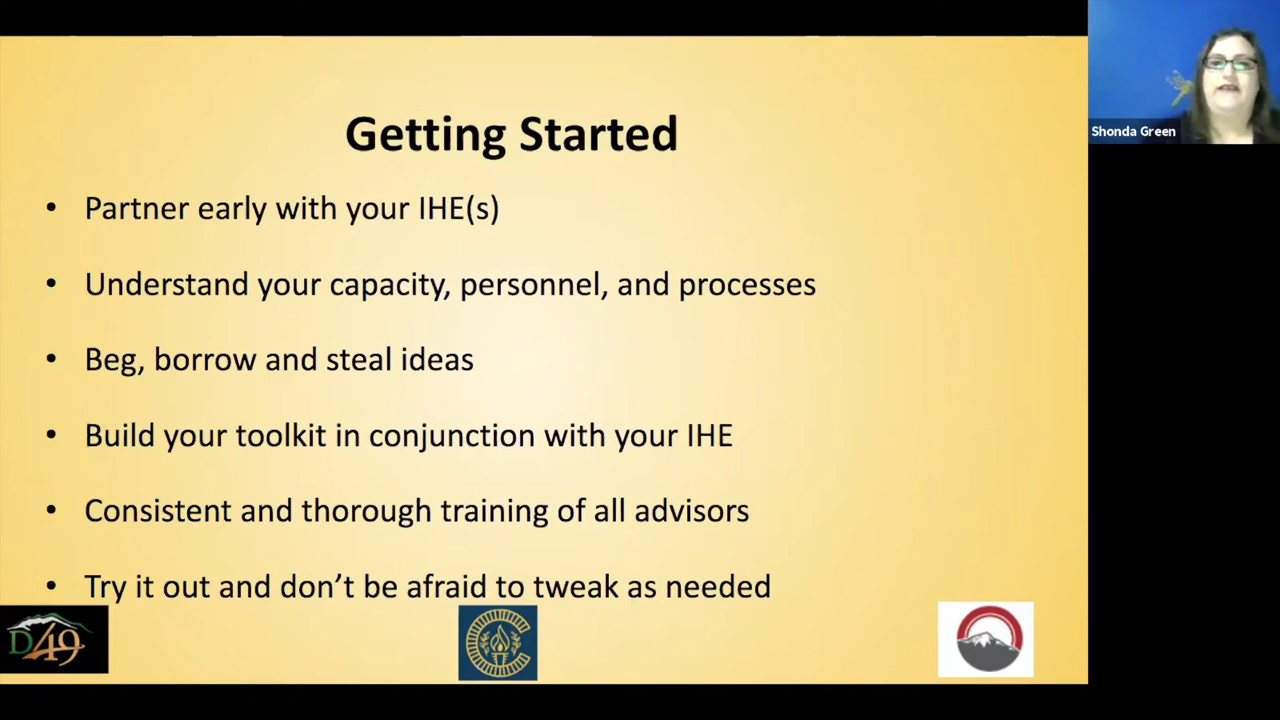 Getting Started
• Partner early with your IHE(s)
• Understand your capacity, personnel, and processes
• Beg, borrow and steal ideas
• Build your toolkit in conjunction with your IHE
• Consistent and thorough training of all advisors
• Try it out and don’t be afraid to tweak as needed
D49
Shonda Green